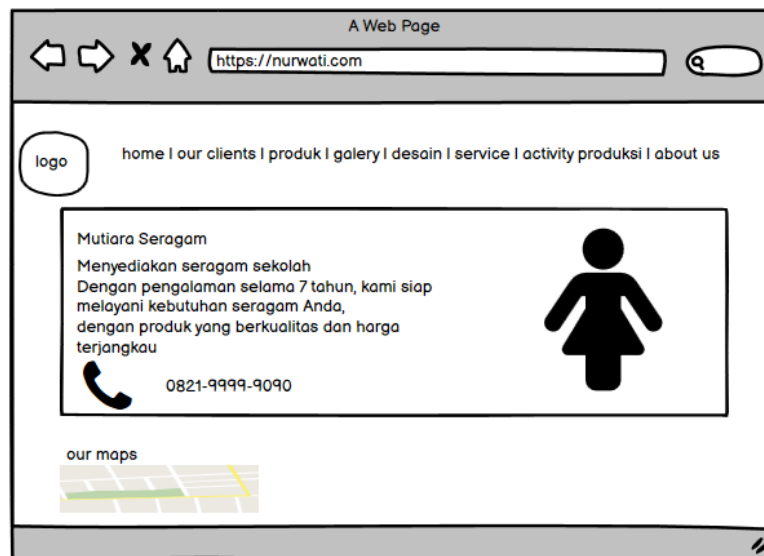 A Web Page
https://nurwati.com
logo
home | our clients | produk | galery | desain | service | activity produksi | about us
Mutiara Seragam
Menyediakan seragam sekolah
Dengan pengalaman selama 7 tahun, kami siap
melayani kebutuhan seragam Anda,
dengan produk yang berkualitas dan harga
terjangkau
0821-9999-9090
our maps